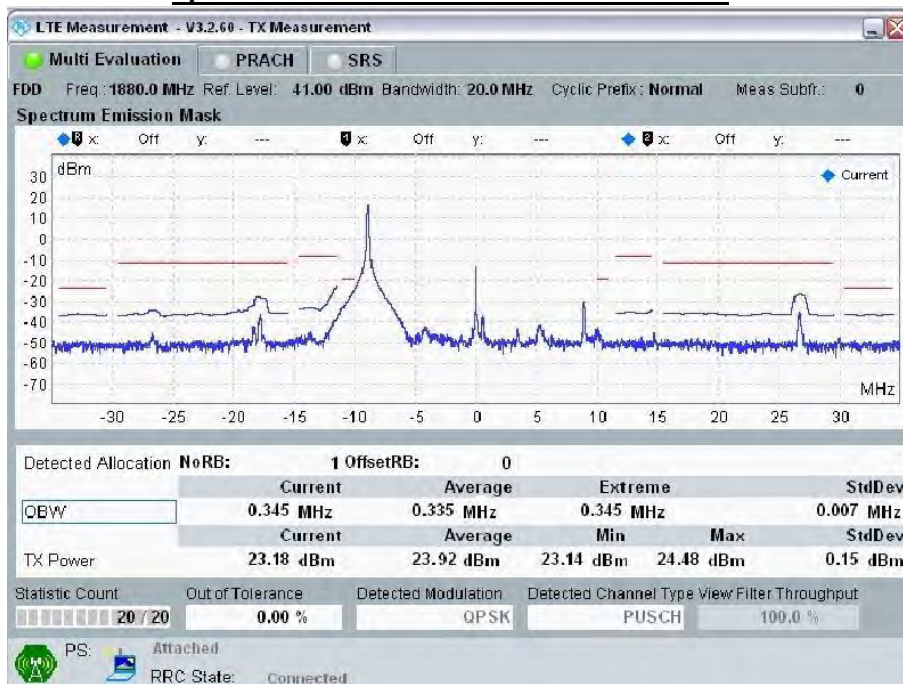 LTE Measurement - V3.2.60 - TX Measurement
Multi Evaluation PRACH SRS
FDD Freq.: 1880.0 MHz Ref. Level: 41.00 dBm Bandwidth: 20.0 MHz Cyclic Prefix: Normal Meas Subfr.: 0
Spectrum Emission Mask
R x: Off y: --- 1 x: Off y: --- 2 x: Off y: ---
dBm
Current
30
20
10
0
-10
-20
-30
-40
-50
-60
-70
MHz
-30 -25 -20 -15 -10 -5 0 5 10 15 20 25 30
Detected Allocation NoRB: 1 OffsetRB: 0
Current Average Extreme StdDev
OBW 0.345 MHz 0.335 MHz 0.345 MHz 0.007 MHz
Current Average Min Max StdDev
TX Power 23.18 dBm 23.92 dBm 23.14 dBm 24.48 dBm 0.15 dBm
Statistic Count Out of Tolerance Detected Modulation Detected Channel Type View Filter Throughput
20 / 20 0.00 % QPSK PUSCH 100.0 %
PS: Attached
RRC State: Connected